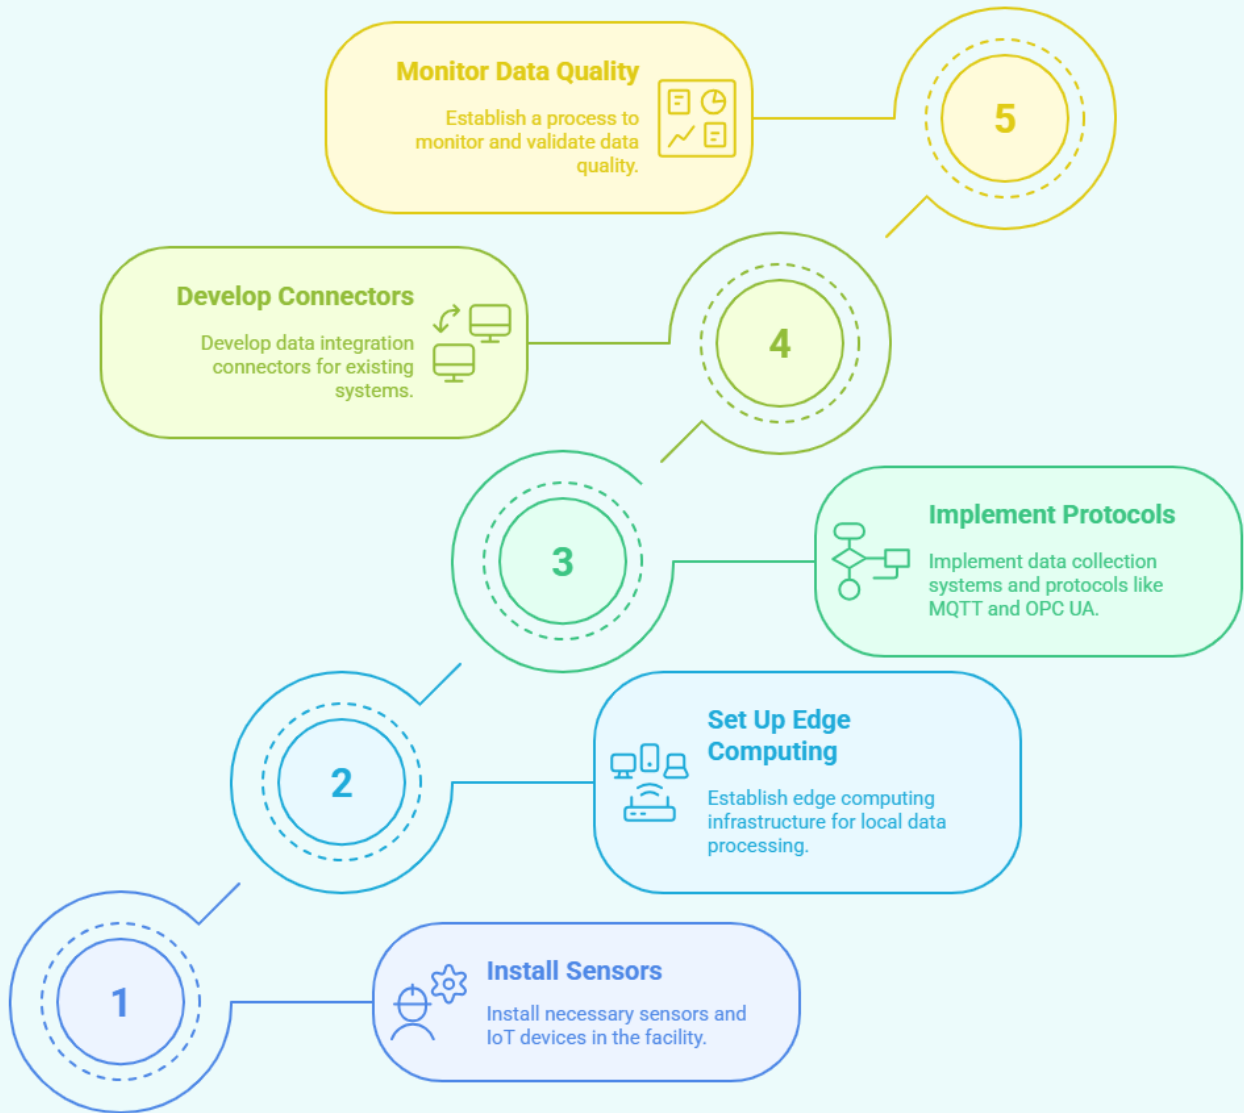 Monitor Data Quality
Establish a process to
monitor and validate data
quality.
5
Develop Connectors
Develop data integration
connectors for existing
systems.
4
3
Implement Protocols
Implement data collection
systems and protocols like
MQTT and OPC UA.
2
Set Up Edge
Computing
Establish edge computing
infrastructure for local data
processing.
1
Install Sensors
Install necessary sensors and
IoT devices in the facility.